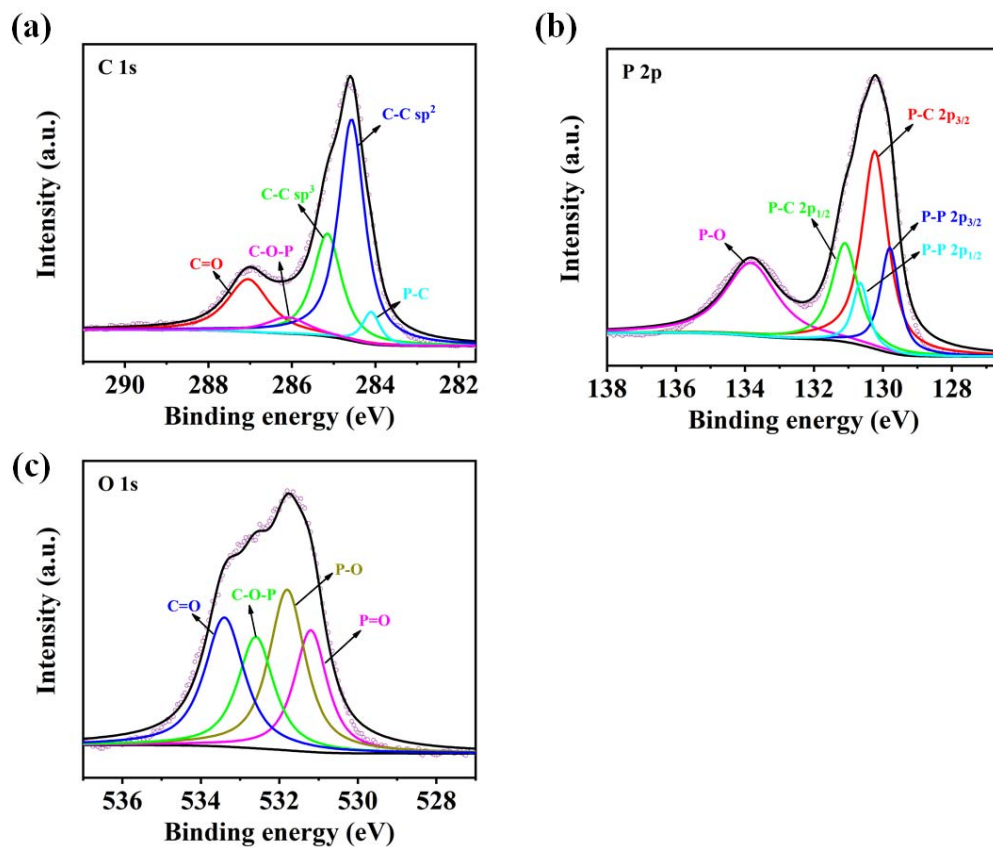 (a)
C 1s
C-C sp²
C-C sp³
C-O-P
C=O
P-C
Intensity (a.u.)
290 288 286 284 282
Binding energy (eV)
(b)
P 2p
P-C 2p₃/₂
P-C 2p₁/₂
P-P 2p₃/₂
P-O
P-P 2p₁/₂
Intensity (a.u.)
138 136 134 132 130 128
Binding energy (eV)
(c)
O 1s
P-O
C-O-P
C=O
P=O
Intensity (a.u.)
536 534 532 530 528
Binding energy (eV)